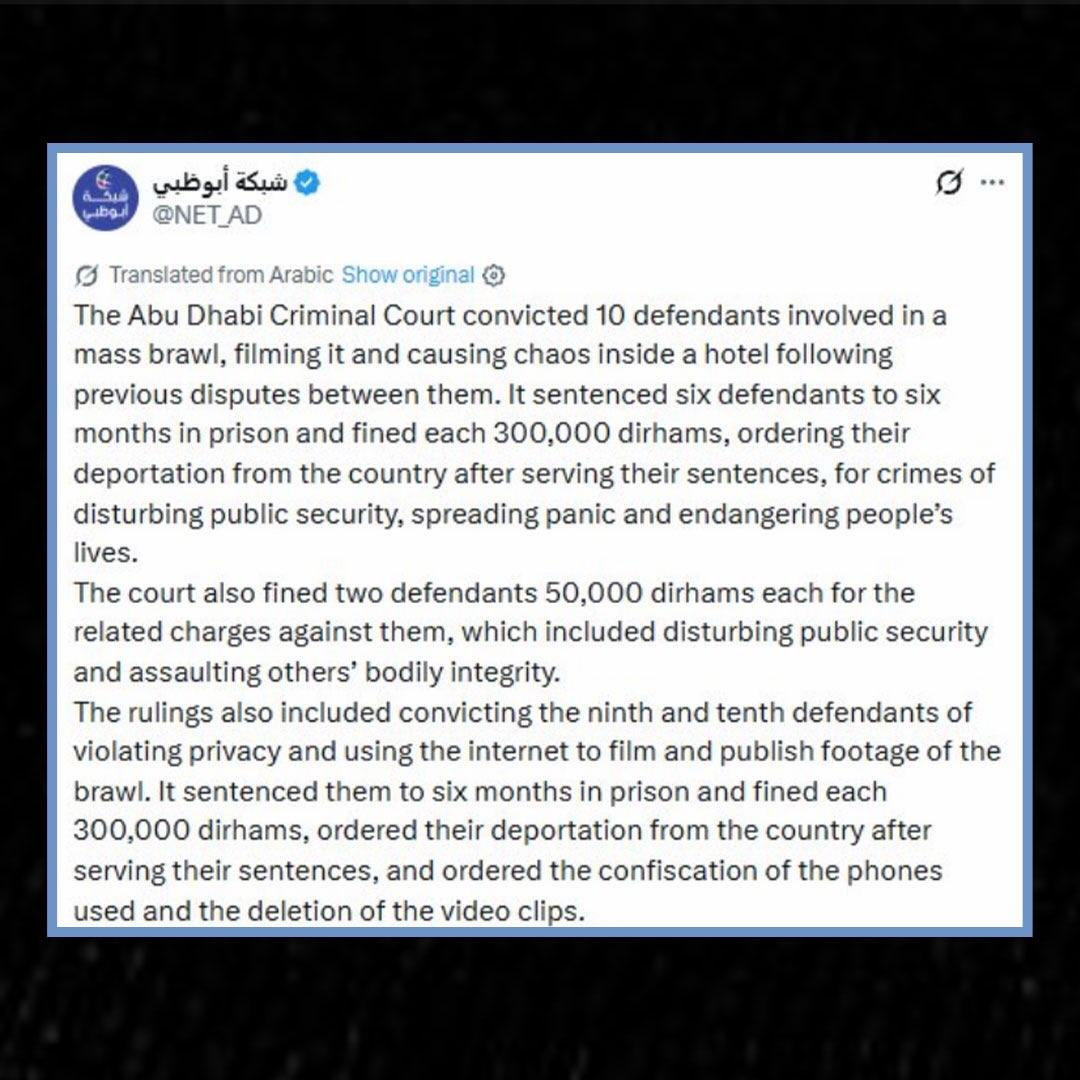 شبكة أبوظبي
شبكة
أبوظبي
@NET_AD
Translated from Arabic Show original
The Abu Dhabi Criminal Court convicted 10 defendants involved in a
mass brawl, filming it and causing chaos inside a hotel following
previous disputes between them. It sentenced six defendants to six
months in prison and fined each 300,000 dirhams, ordering their
deportation from the country after serving their sentences, for crimes of
disturbing public security, spreading panic and endangering people’s
lives.
The court also fined two defendants 50,000 dirhams each for the
related charges against them, which included disturbing public security
and assaulting others’ bodily integrity.
The rulings also included convicting the ninth and tenth defendants of
violating privacy and using the internet to film and publish footage of the
brawl. It sentenced them to six months in prison and fined each
300,000 dirhams, ordered their deportation from the country after
serving their sentences, and ordered the confiscation of the phones
used and the deletion of the video clips.